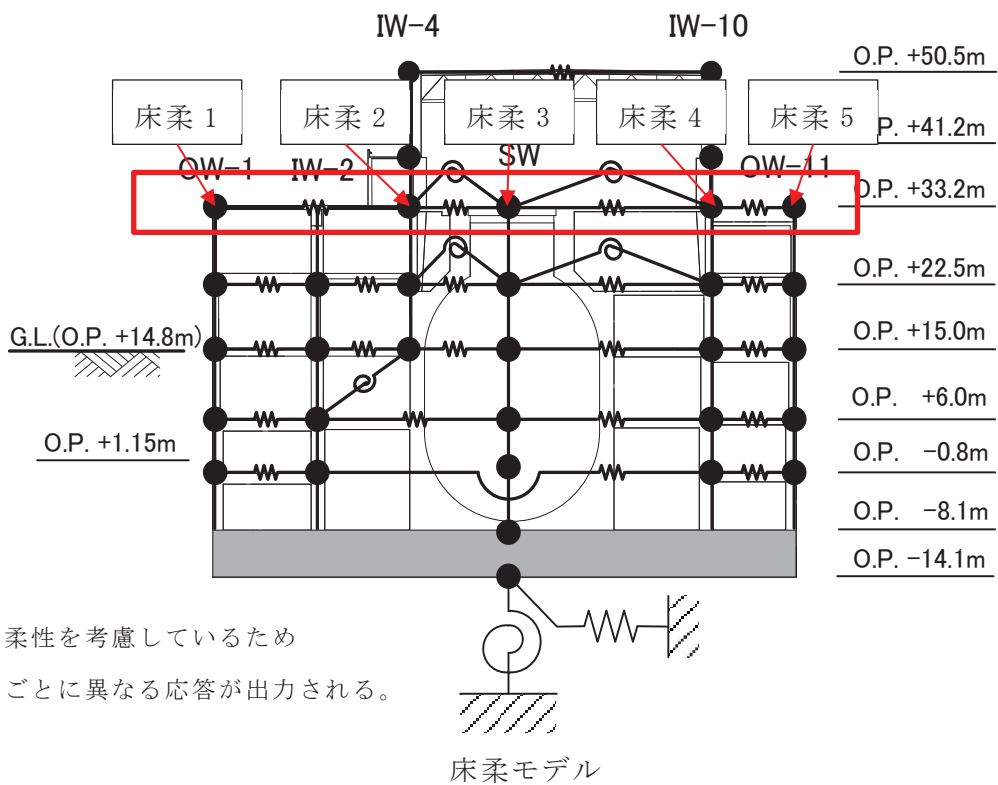 IW-4
IW-10
O.P. +50.5m
床柔1
床柔2
床柔3
床柔4
床柔5
P. +41.2m
OW-1
IW-2
SW
OW-11
O.P. +33.2m
O.P. +22.5m
G.L.(O.P. +14.8m)
O.P. +15.0m
O.P. +6.0m
O.P. +1.15m
O.P. -0.8m
O.P. -8.1m
O.P. -14.1m
柔性を考慮しているため
ごとに異なる応答が出力される。
床柔モデル